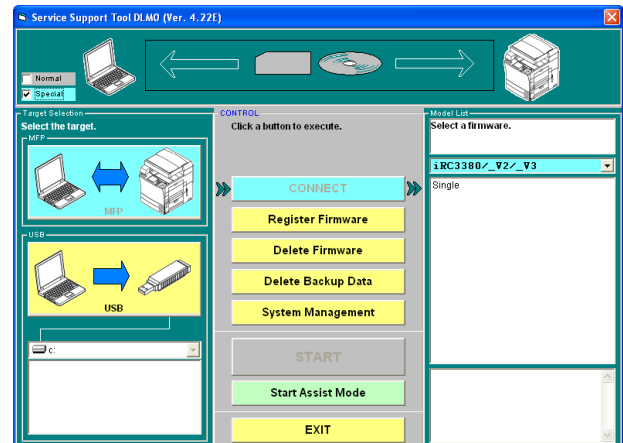 Service Support Tool DLMO (Ver. 4.22E)
Normal
Special
Target Selection
Select the target.
MFP
MFP
USB
USB
c:
CONTROL
Click a button to execute.
CONNECT
Register Firmware
Delete Firmware
Delete Backup Data
System Management
START
Start Assist Mode
EXIT
Model List
Select a firmware.
iRC3380/_V2/_V3
Single